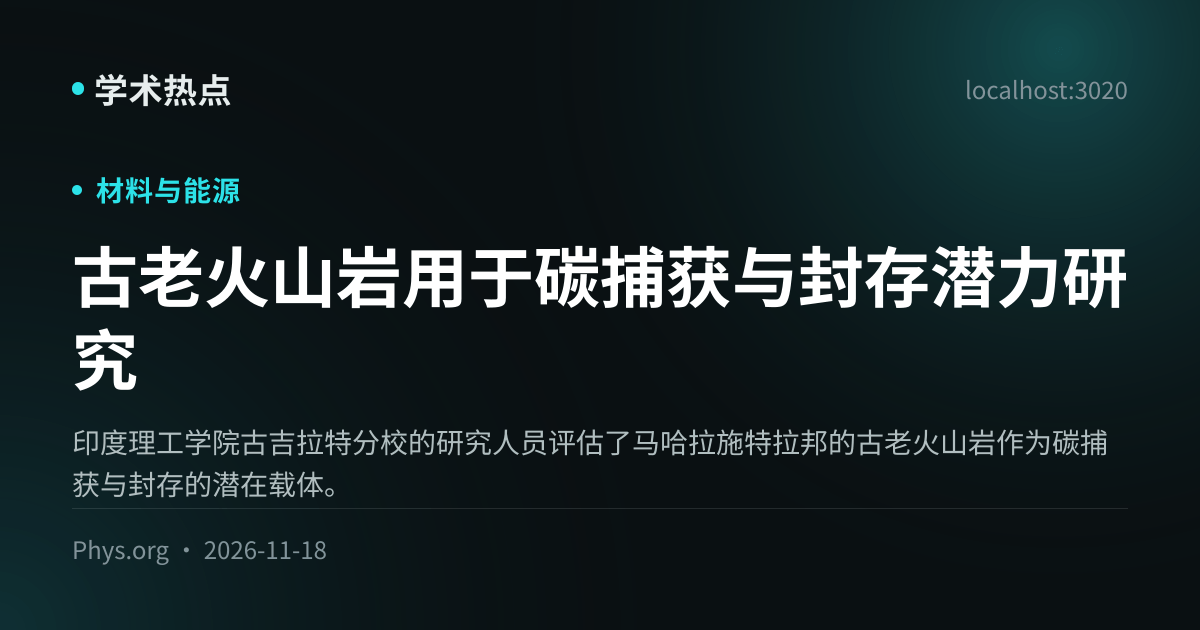 学术热点
localhost:3020
材料与能源
古老火山岩用于碳捕获与封存潜力研
究
印度理工学院古吉拉特分校的研究人员评估了马哈拉施特拉邦的古老火山岩作为碳捕
获与封存的潜在载体。
Phys.org • 2026-11-18